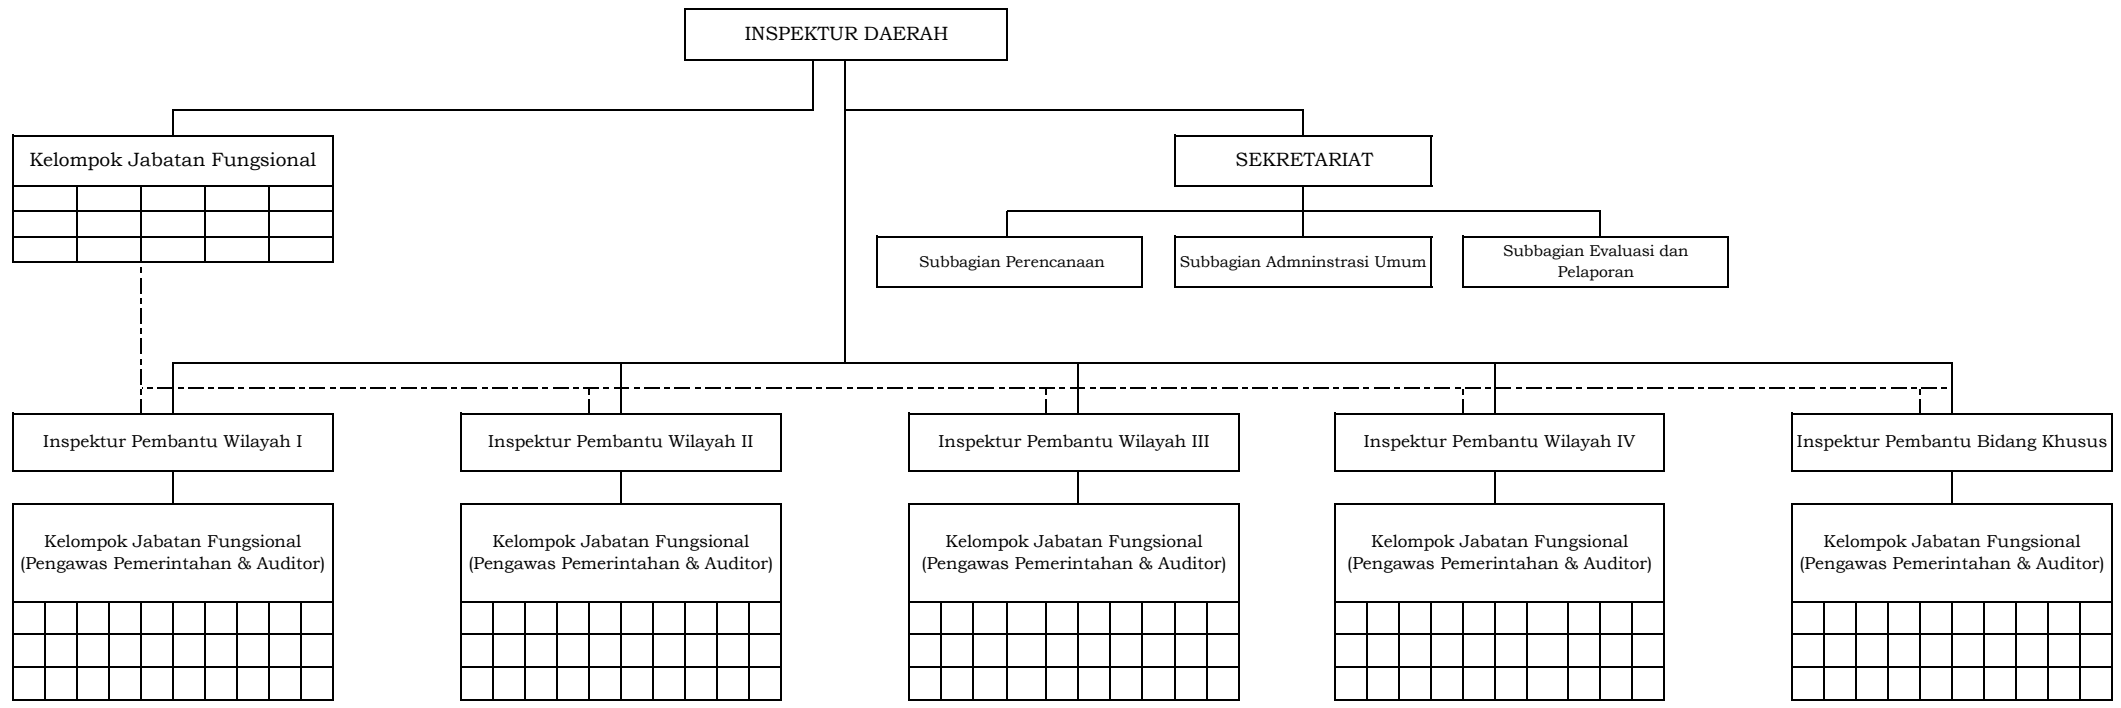 INSPEKTUR DAERAH
Kelompok Jabatan Fungsional
SEKRETARIAT
Subbagian Perencanaan
Subbagian Admninstrasi Umum
Subbagian Evaluasi dan
Pelaporan
Inspektur Pembantu Wilayah I
Inspektur Pembantu Wilayah II
Inspektur Pembantu Wilayah III
Inspektur Pembantu Wilayah IV
Inspektur Pembantu Bidang Khusus
Kelompok Jabatan Fungsional
(Pengawas Pemerintahan & Auditor)
Kelompok Jabatan Fungsional
(Pengawas Pemerintahan & Auditor)
Kelompok Jabatan Fungsional
(Pengawas Pemerintahan & Auditor)
Kelompok Jabatan Fungsional
(Pengawas Pemerintahan & Auditor)
Kelompok Jabatan Fungsional
(Pengawas Pemerintahan & Auditor)